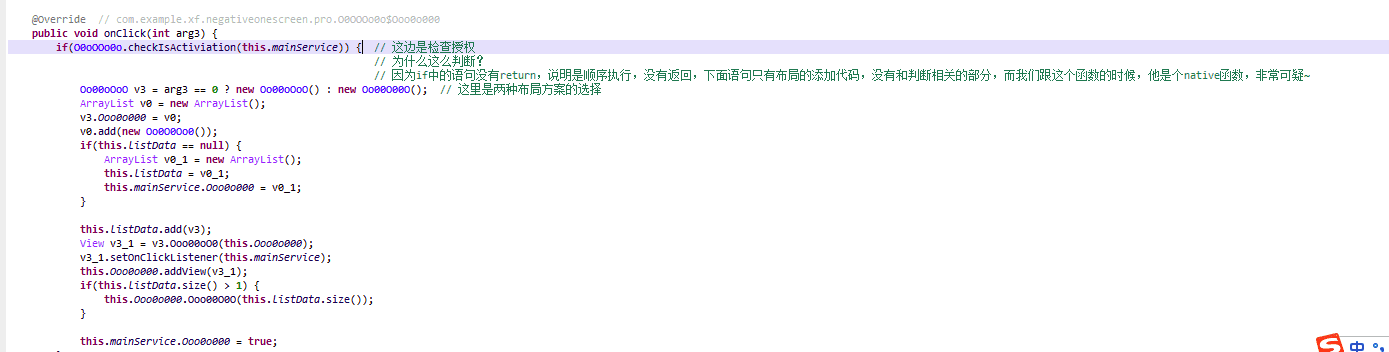 @Override  // com.example.xf.negativeonescreen.pro.O0OOOo0o$Ooo0o000
public void onClick(int arg3) {
if(O0oOOo0o.checkIsActiviation(this.mainService)) {  // 这边是检查授权
// 为什么这么判断?
// 因为if中的语句没有return，说明是顺序执行，没有返回，下面语句只有布局的添加代码，没有和判断相关的部分，而我们跟这个函数的时候，他是个native函数，非常可疑~
Oo00oOoO v3 = arg3 == 0 ? new Oo00oOoO() : new Oo00O00O();  // 这里是两种布局方案的选择
ArrayList v0 = new ArrayList();
v3.Ooo0o000 = v0;
v0.add(new Oo0O0Oo0());
if(this.listData == null) {
ArrayList v0_1 = new ArrayList();
this.listData = v0_1;
this.mainService.Ooo0o000 = v0_1;
}
this.listData.add(v3);
View v3_1 = v3.Ooo00oO0(this.Ooo0o000);
v3_1.setOnClickListener(this.mainService);
this.Ooo0o000.addView(v3_1);
if(this.listData.size() > 1) {
this.Ooo0o000.Ooo00O0O(this.listData.size());
}
this.mainService.Ooo0o000 = true;
中